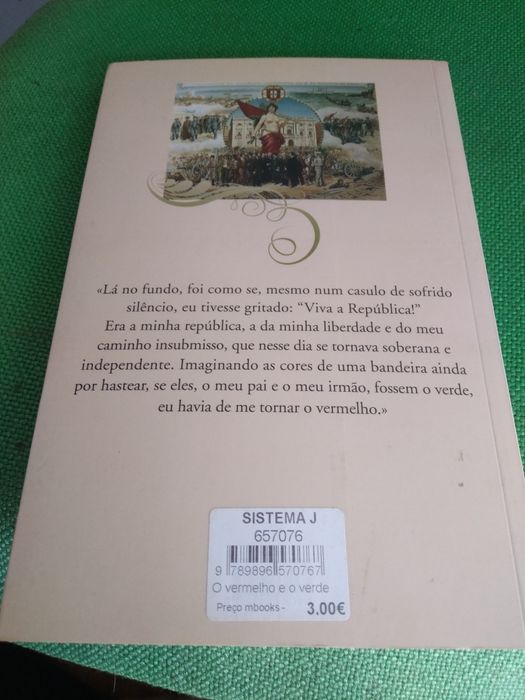 «Lá no fundo, foi como se, mesmo num casulo de sofrido
silêncio, eu tivesse gritado: “Viva a República!”
Era a minha república, a da minha liberdade e do meu
caminho insubmisso, que nesse dia se tornava soberana e
independente. Imaginando as cores de uma bandeira ainda
por hastear, se eles, o meu pai e o meu irmão, fossem o verde,
eu havia de me tornar o vermelho.»
SISTEMA J
657076
9 789896 570767
O vermelho e o verde
Preço mbooks - 3,00€